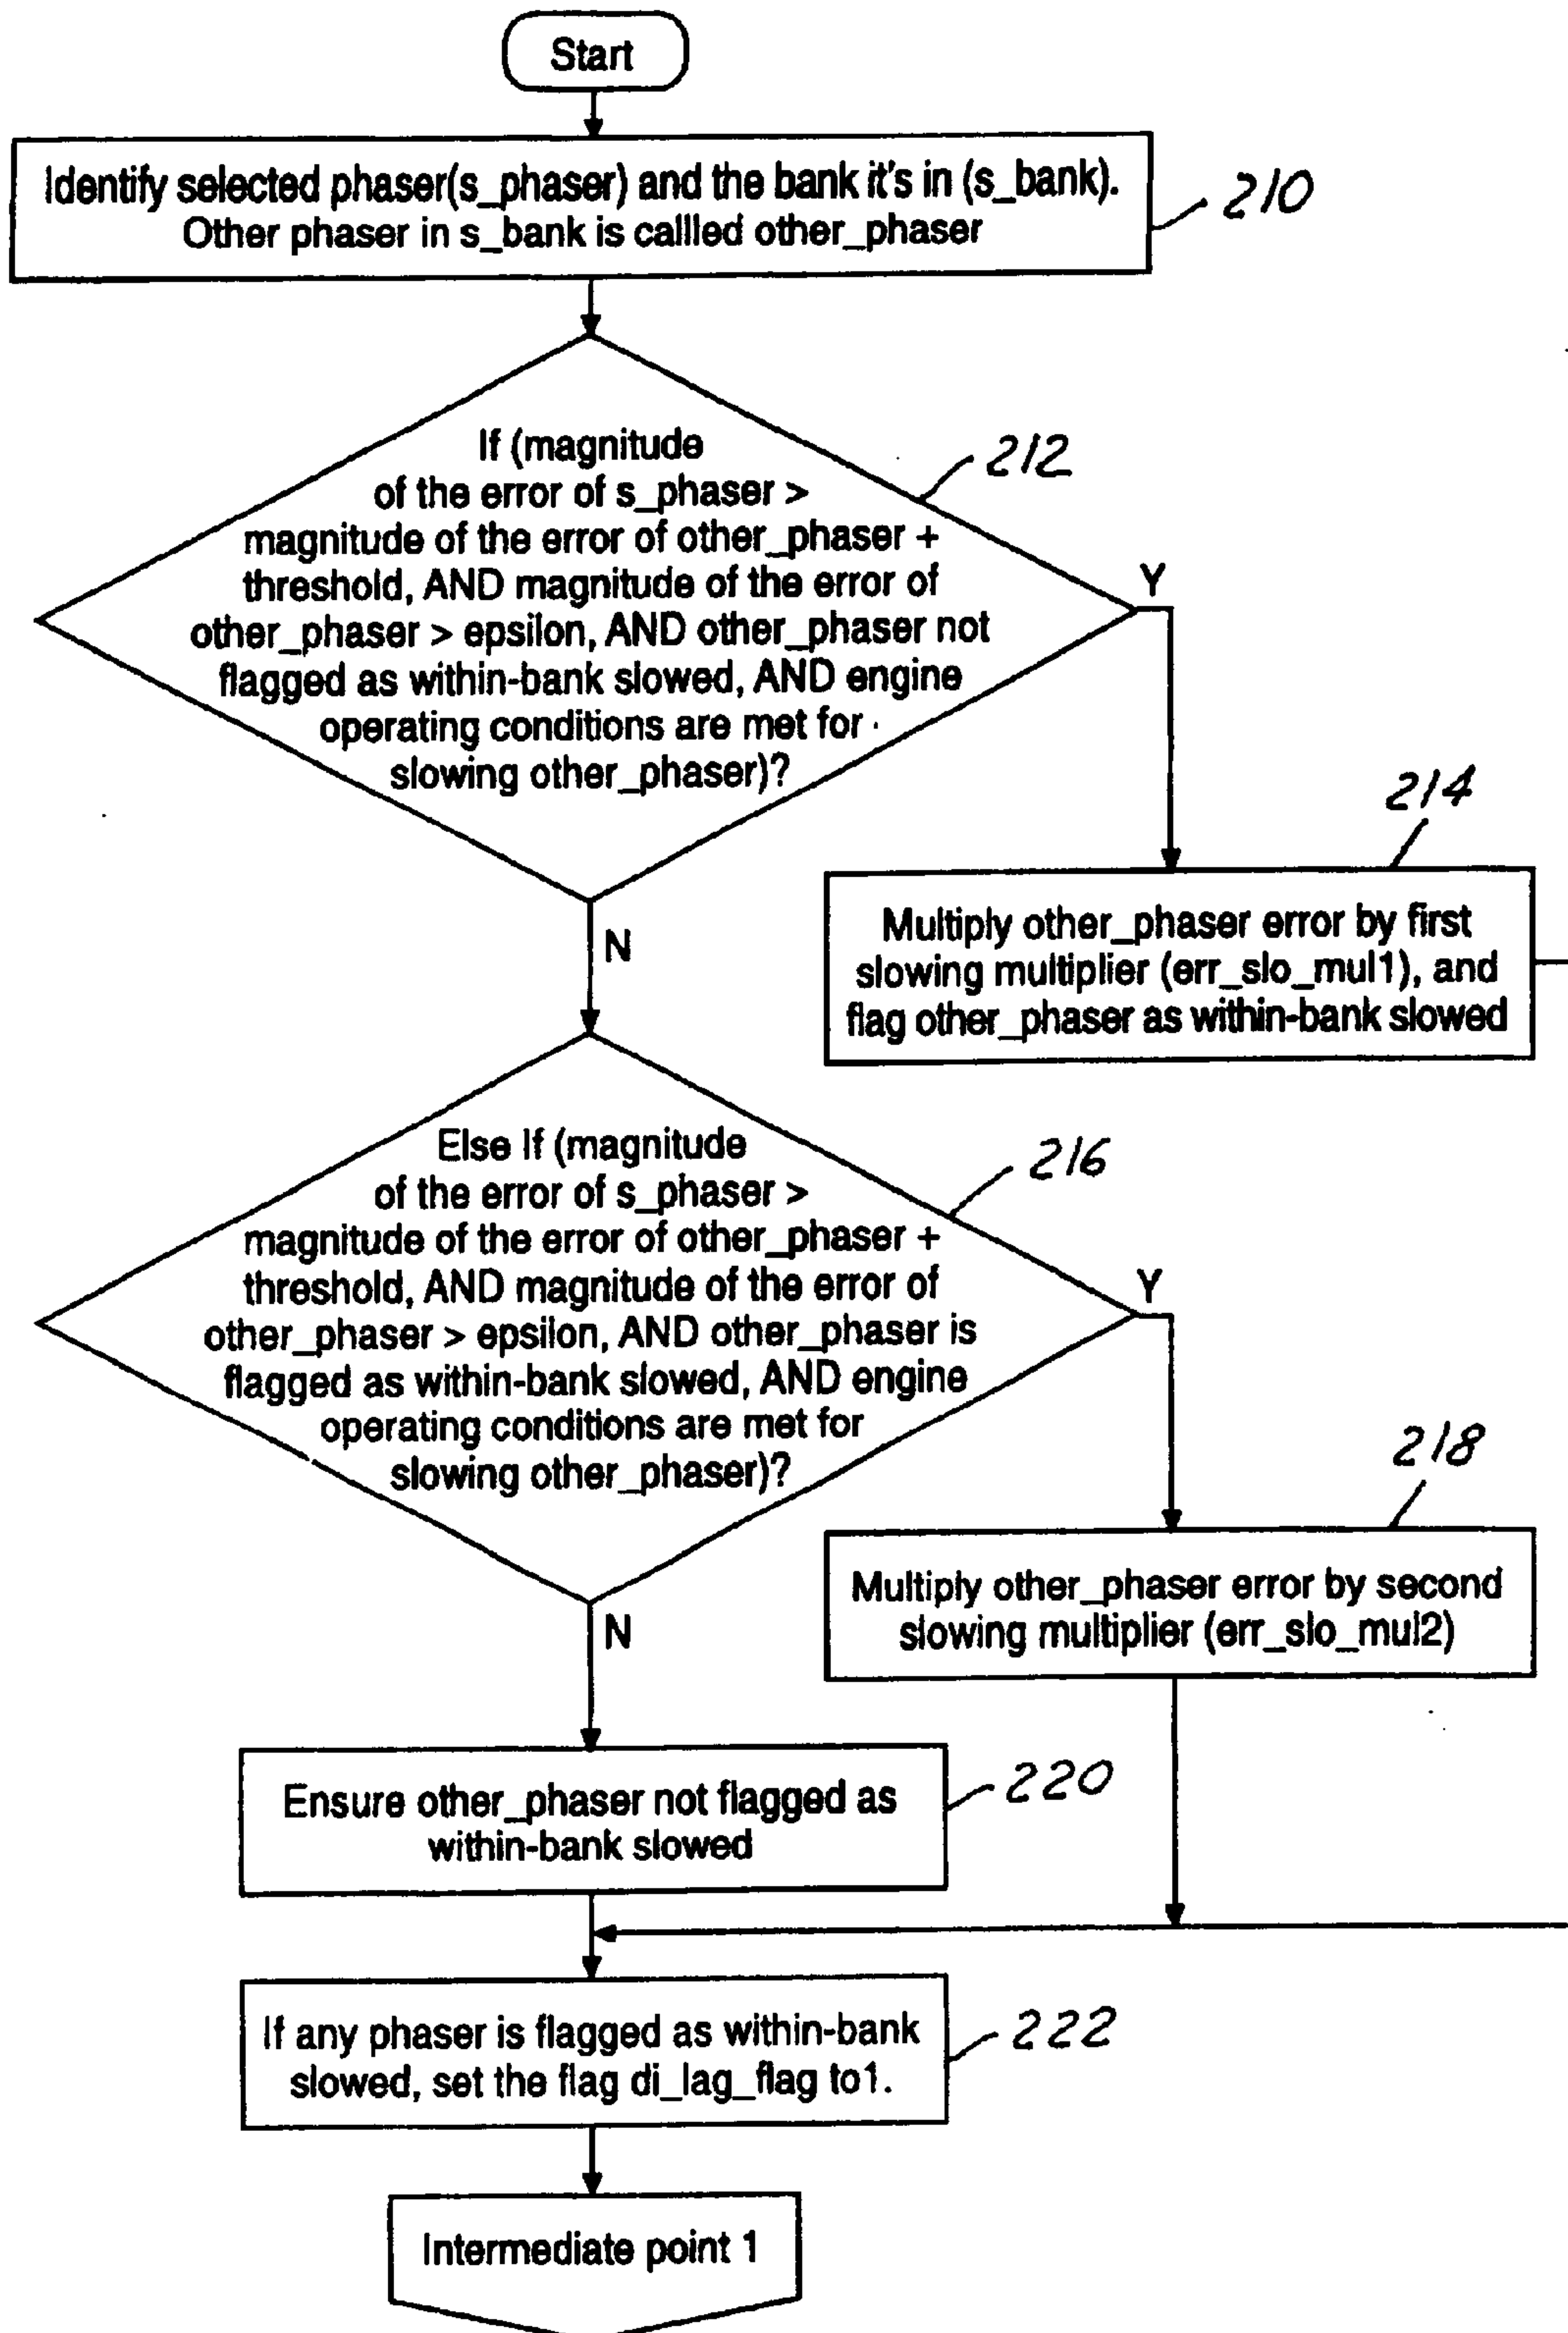 Start
Identify selected phaser(s_phaser) and the bank it's in (s_bank).
Other phaser in s_bank is callled other_phaser
210
If (magnitude
of the error of s_phaser >
magnitude of the error of other_phaser +
threshold, AND magnitude of the error of
other_phaser > epsilon, AND other_phaser not
flagged as within-bank slowed, AND engine
operating conditions are met for
slowing other_phaser)?
212
Y
N
214
Multiply other_phaser error by first
slowing multiplier (err_slo_mul1), and
flag other_phaser as within-bank slowed
Else If (magnitude
of the error of s_phaser >
magnitude of the error of other_phaser +
threshold, AND magnitude of the error of
other_phaser > epsilon, AND other_phaser is
flagged as within-bank slowed, AND engine
operating conditions are met for
slowing other_phaser)?
216
Y
N
218
Multiply other_phaser error by second
slowing multiplier (err_slo_mul2)
Ensure other_phaser not flagged as
within-bank slowed
220
If any phaser is flagged as within-bank
slowed, set the flag di_lag_flag to1.
222
Intermediate point 1